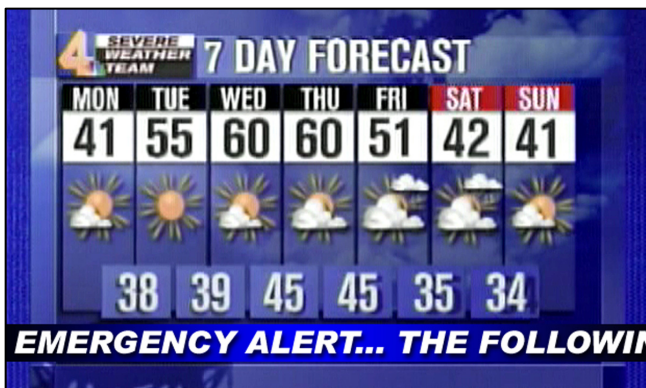 4 SEVERE WEATHER TEAM 7 DAY FORECAST
MON TUE WED THU FRI SAT SUN
41 55 60 60 51 42 41
38 39 45 45 35 34
EMERGENCY ALERT... THE FOLLOWIN